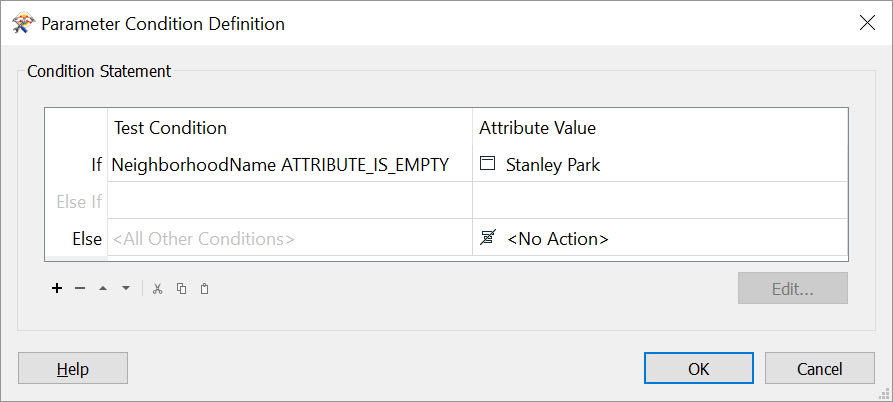 Parameter Condition Definition
Condition Statement
Test Condition Attribute Value
If NeighborhoodName ATTRIBUTE_IS_EMPTY Stanley Park
Else If
Else <All Other Conditions> <No Action>
Edit...
Help OK Cancel